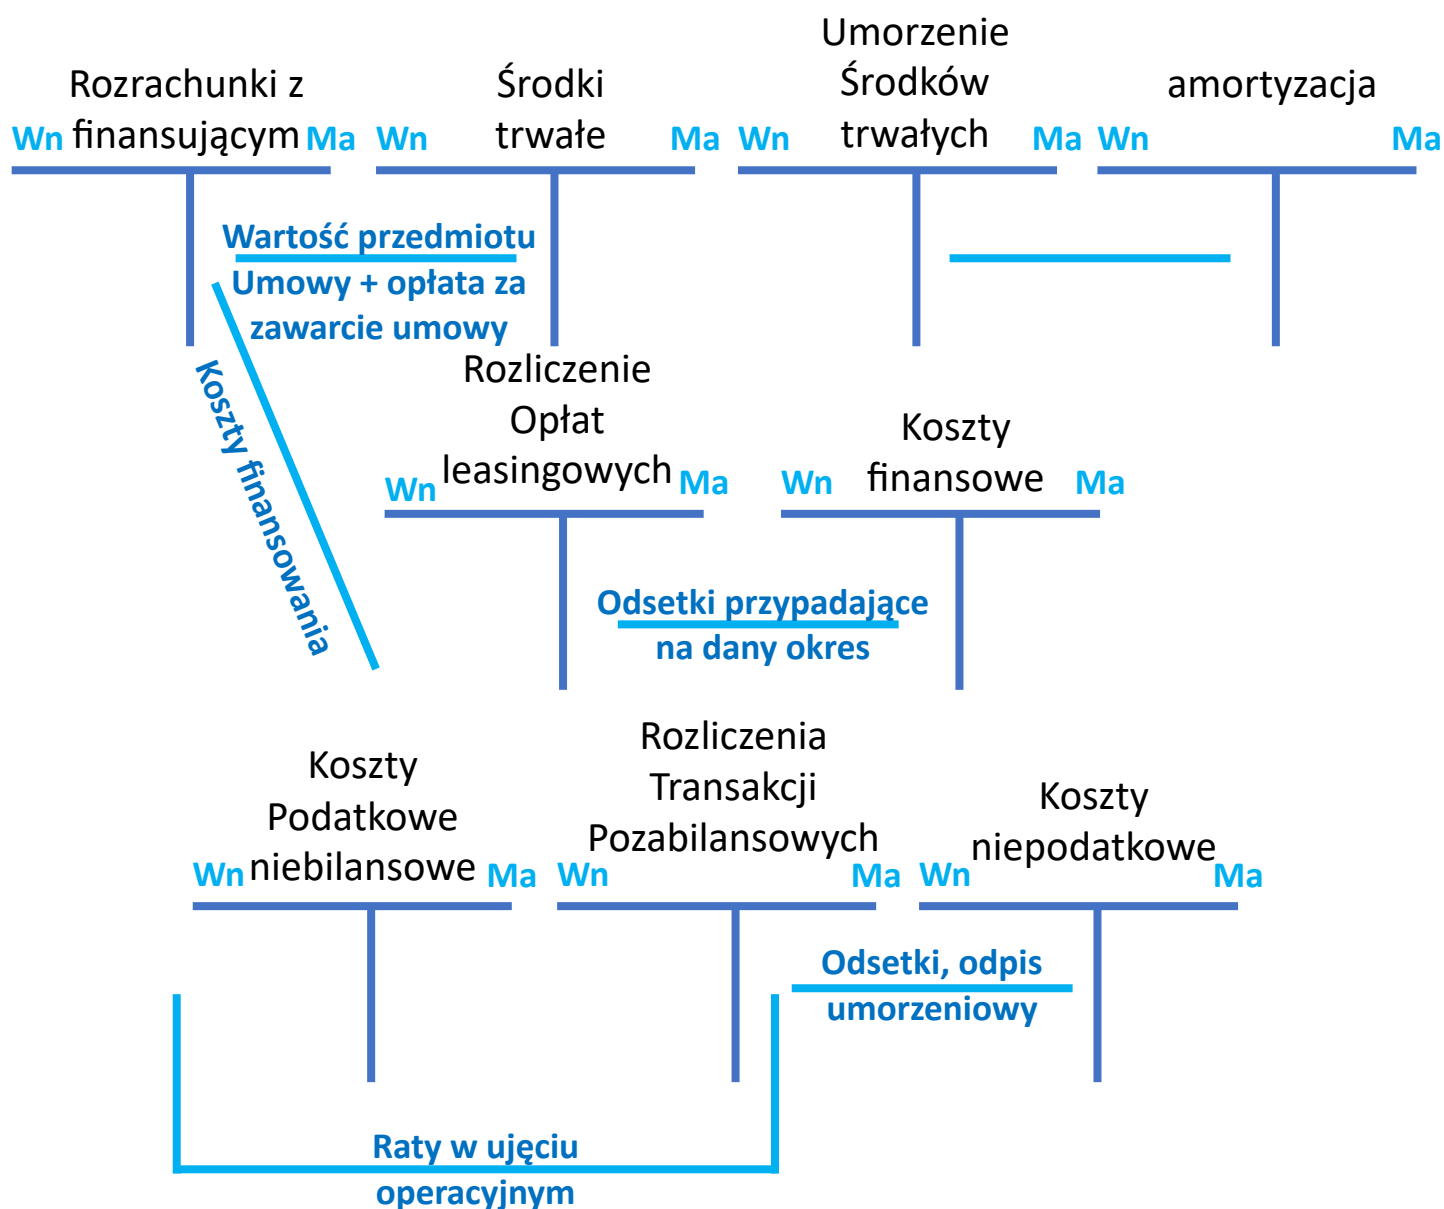 Rozrachunki z
finansującym
Wn
Ma
Środki
trwałe
Wn
Ma
Umorzenie
Środków
trwałych
Wn
Ma
amortyzacja
Wn
Ma
Wartość przedmiotu
Umowy + opłata za
zawarcie umowy
Koszty finansowania
Rozliczenie
Opłat
leasingowych
Wn
Ma
Koszty
finansowe
Wn
Ma
Odsetki przypadające
na dany okres
Koszty
Podatkowe
niebilansowe
Wn
Ma
Rozliczenia
Transakcji
Pozabilansowych
Wn
Ma
Koszty
niepodatkowe
Wn
Ma
Odsetki, odpis
umorzeniowy
Raty w ujęciu
operacyjnym